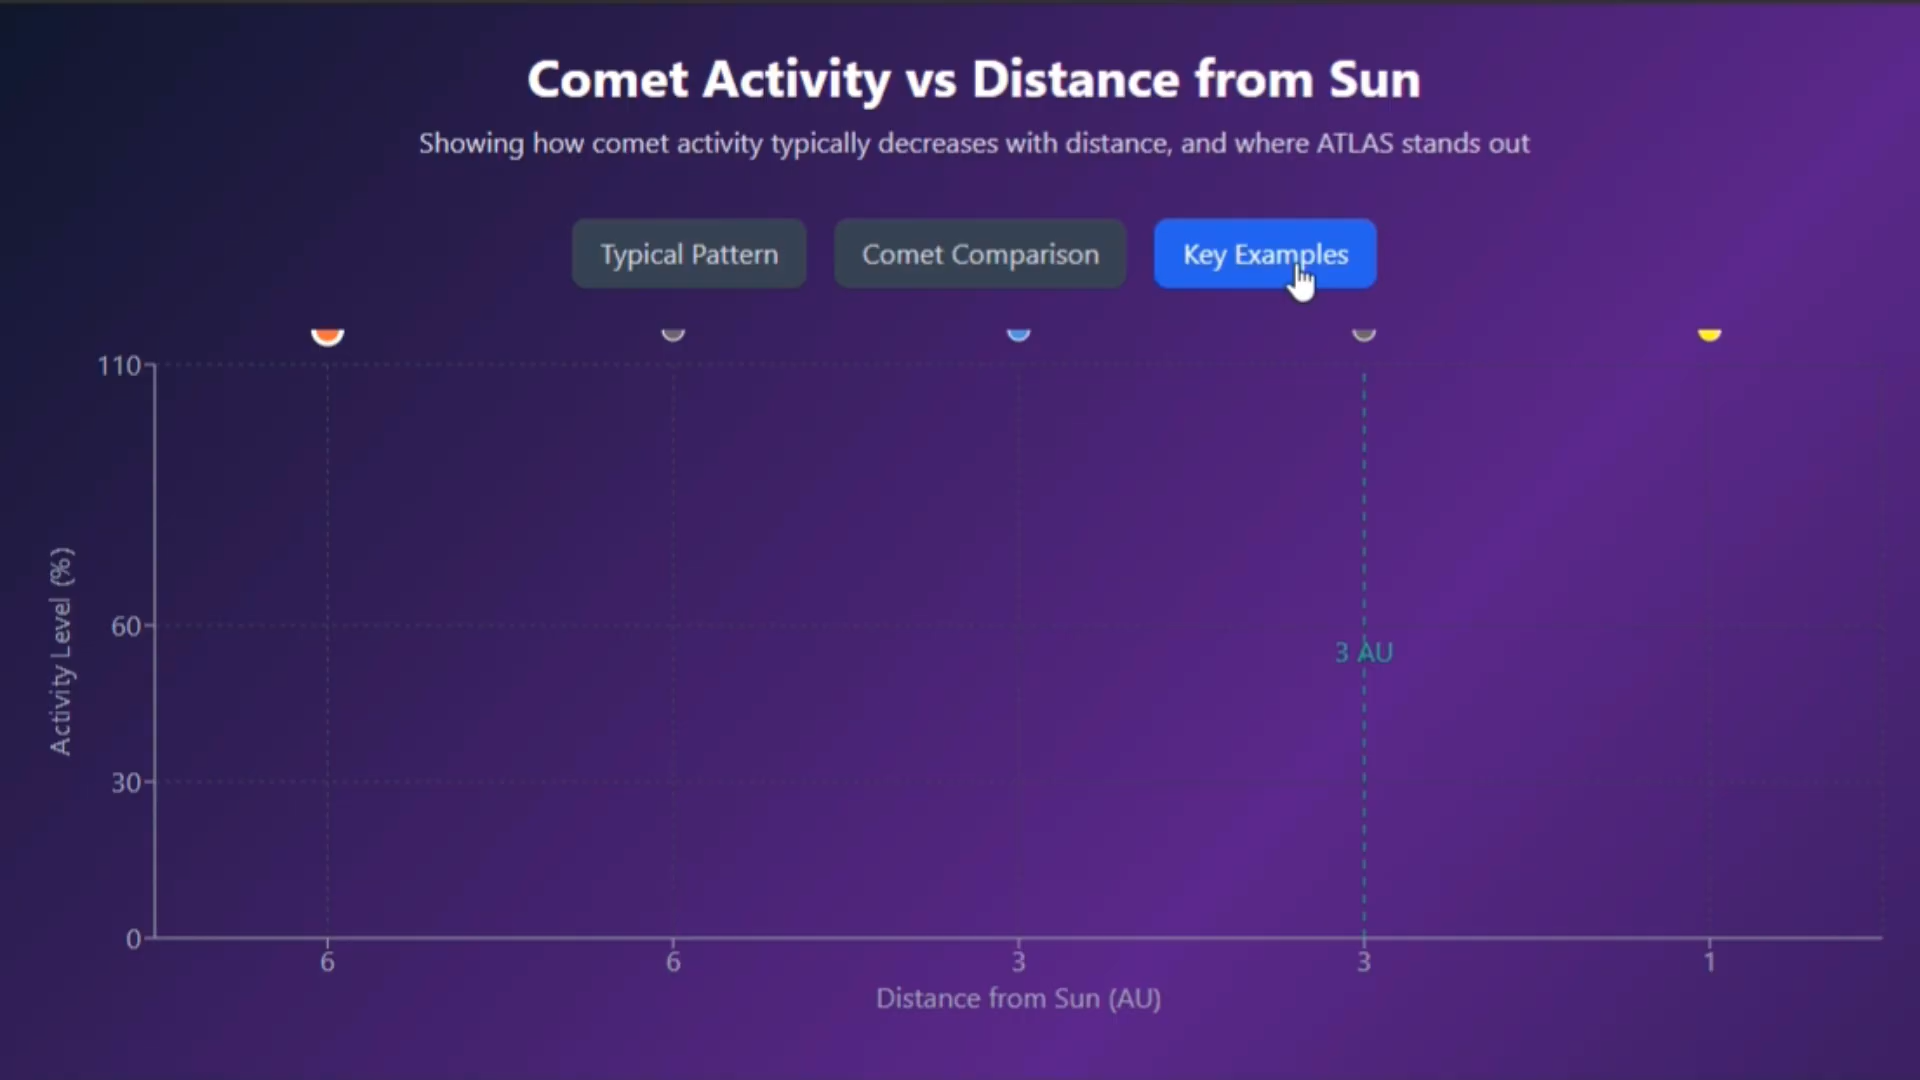 Comet Activity vs Distance from Sun
Showing how comet activity typically decreases with distance, and where ATLAS stands out
Typical Pattern
Comet Comparison
Key Examples
110
60
30
0
Activity Level (%)
3 AU
6
6
3
3
1
Distance from Sun (AU)